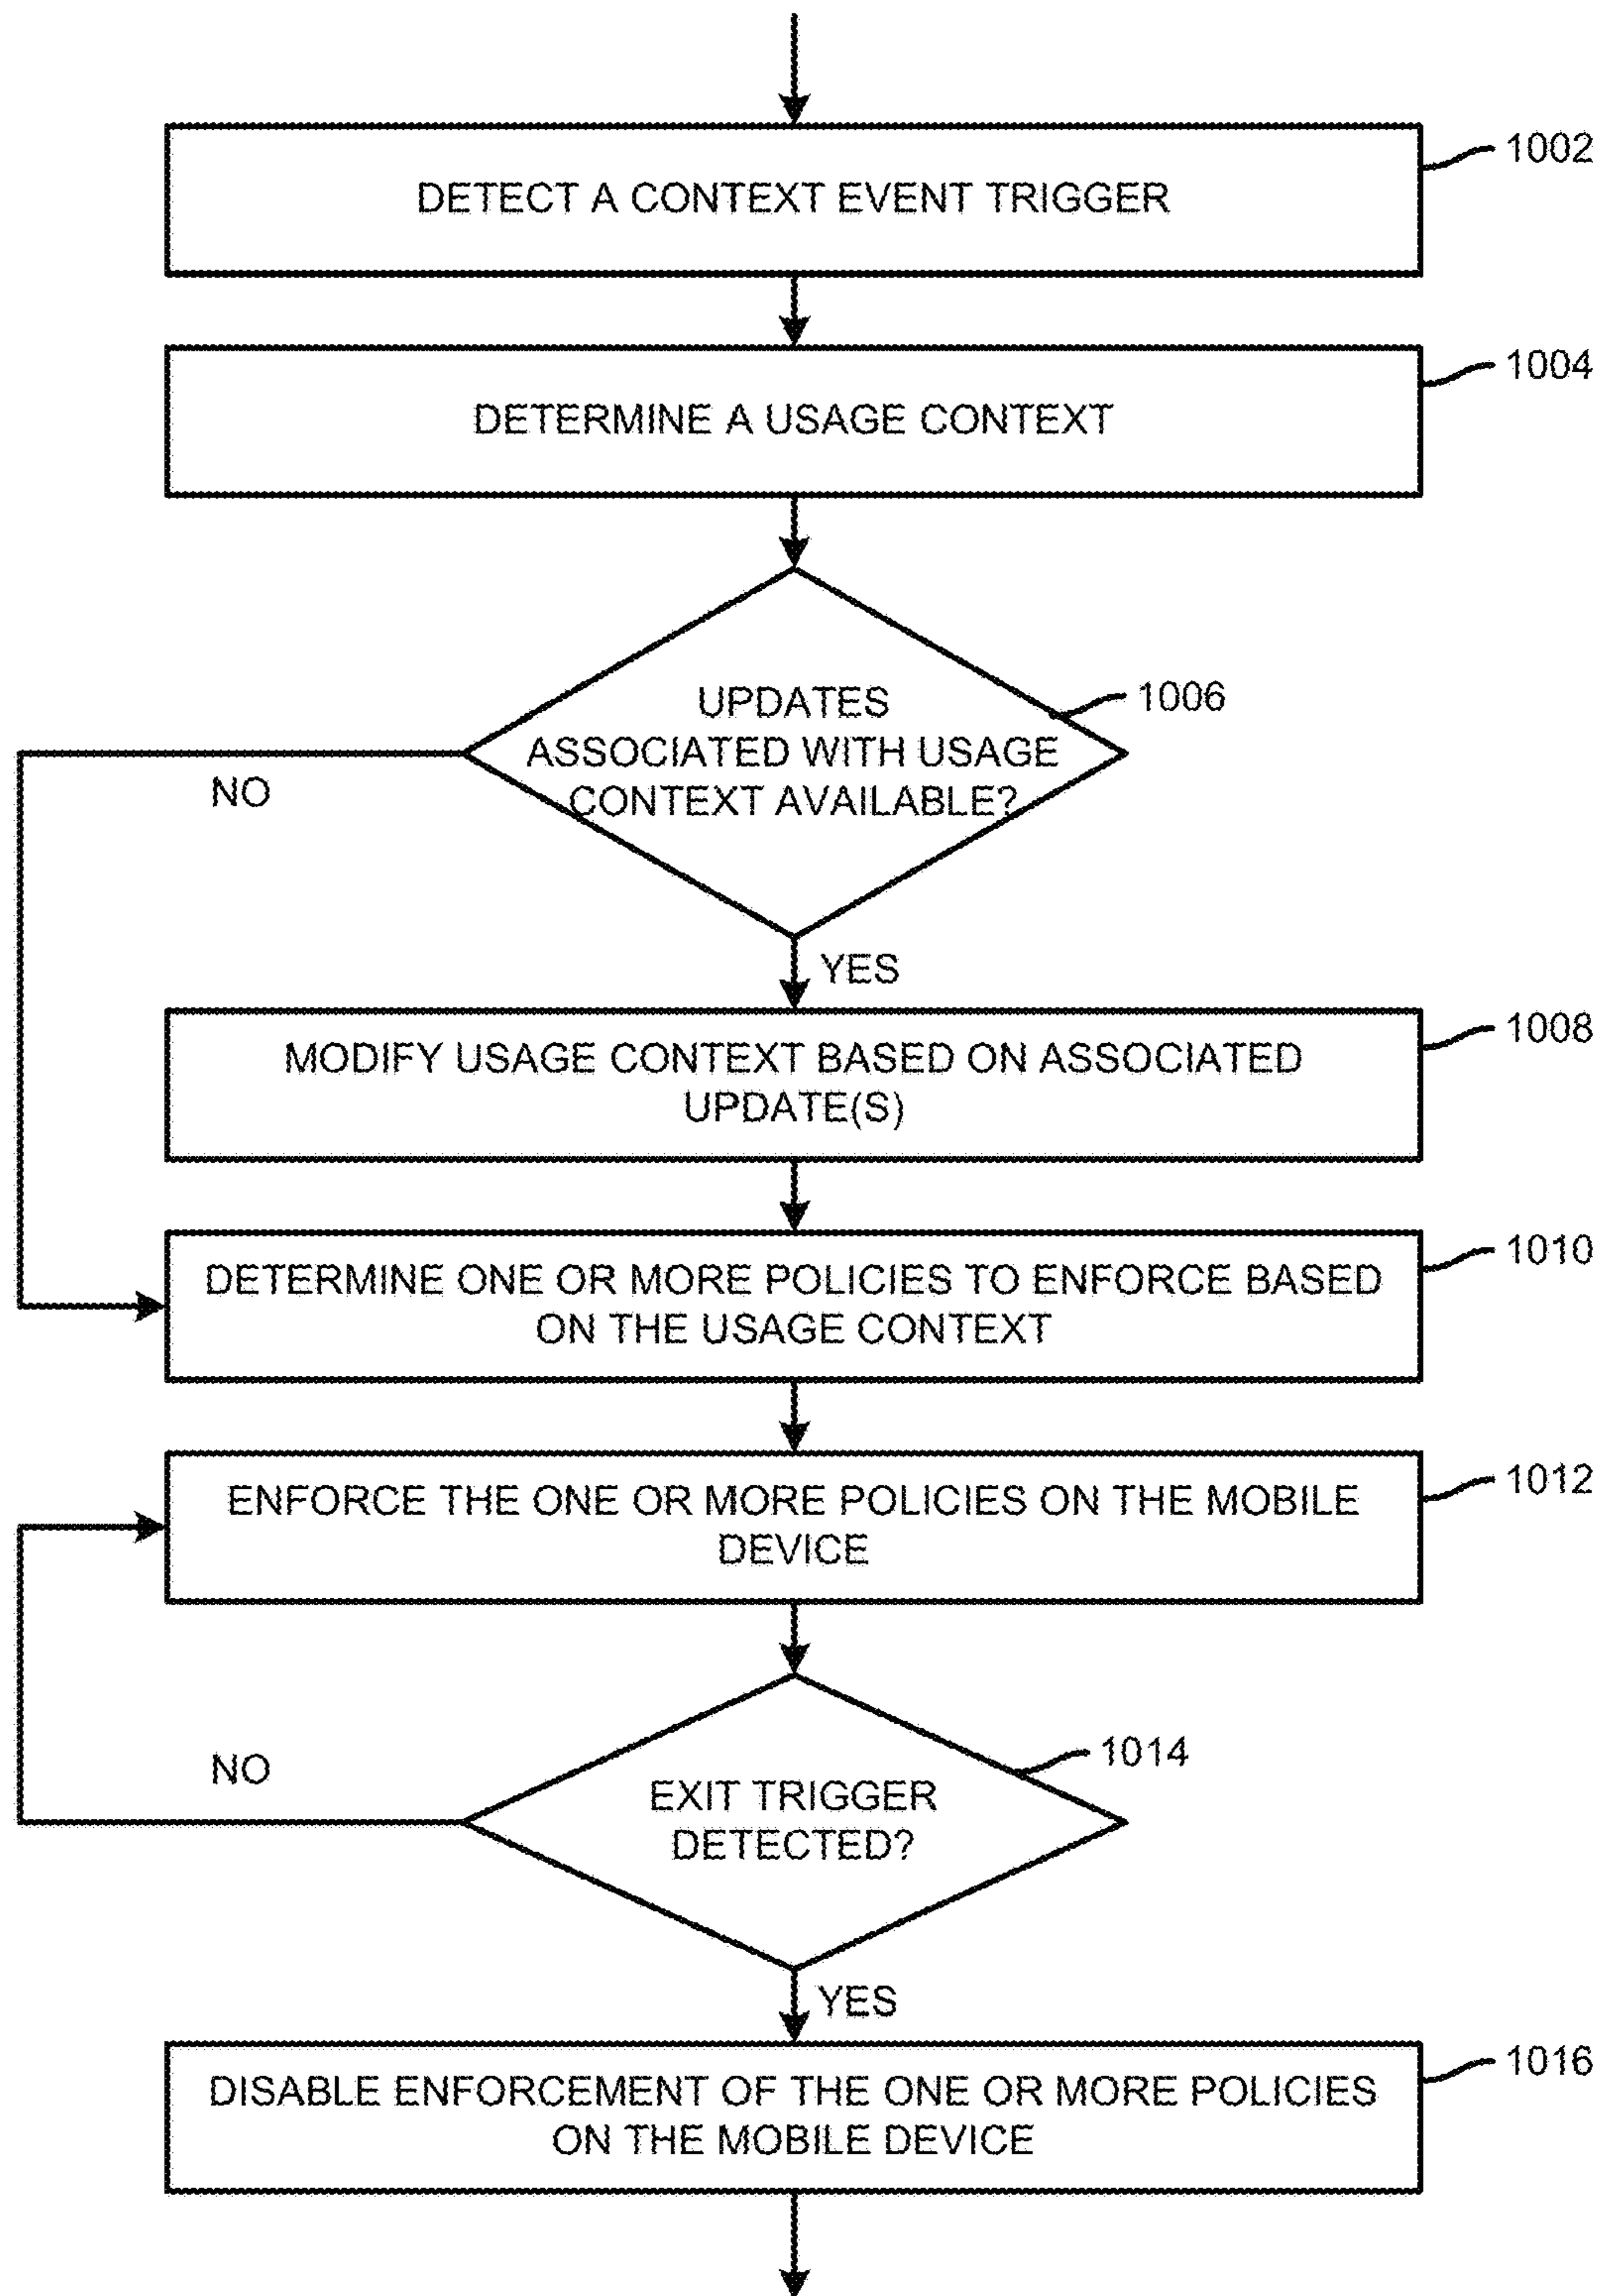 1002
DETECT A CONTEXT EVENT TRIGGER
1004
DETERMINE A USAGE CONTEXT
1006
UPDATES
ASSOCIATED WITH USAGE
CONTEXT AVAILABLE?
NO
YES
1008
MODIFY USAGE CONTEXT BASED ON ASSOCIATED
UPDATE(S)
1010
DETERMINE ONE OR MORE POLICIES TO ENFORCE BASED
ON THE USAGE CONTEXT
1012
ENFORCE THE ONE OR MORE POLICIES ON THE MOBILE
DEVICE
1014
NO
EXIT TRIGGER
DETECTED?
YES
1016
DISABLE ENFORCEMENT OF THE ONE OR MORE POLICIES
ON THE MOBILE DEVICE